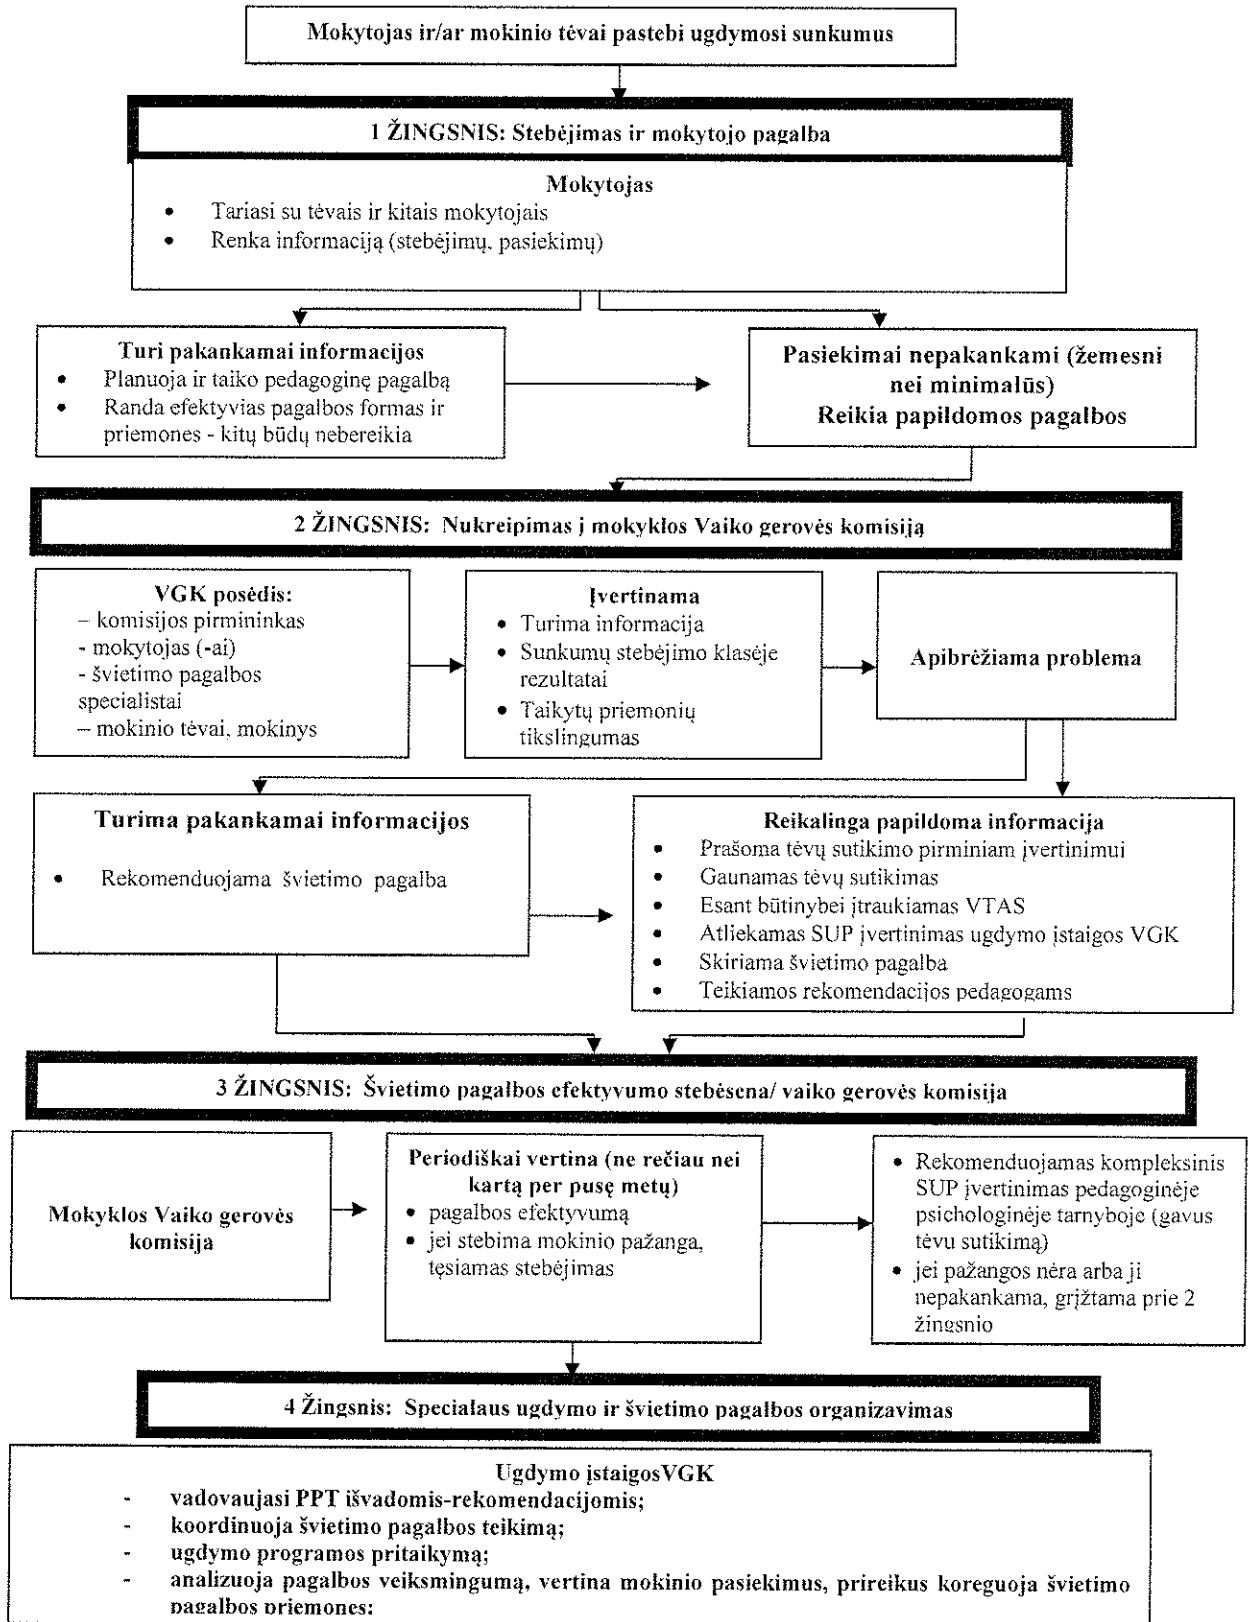 Mokytojas ir/ar mokinio tėvai pastebi ugdymosi sunkumus
1 ŽINGSNIS: Stebėjimas ir mokytojo pagalba
Mokytojas
• Tariasi su tėvais ir kitais mokytojais
• Renka informaciją (stebėjimų, pasiekimų)
Turi pakankamai informacijos
• Planuoja ir taiko pedagoginę pagalbą
• Randa efektyvias pagalbos formas ir
priemones - kitų būdų nebereikia
Pasiekimai nepakankami (žemesni
nei minimalūs)
Reikia papildomos pagalbos
2 ŽINGSNIS: Nukreipimas į mokyklos Vaiko gerovės komisiją
VGK posėdis:
– komisijos pirmininkas
- mokytojas (-ai)
- švietimo pagalbos
specialistai
– mokinio tėvai, mokinys
Įvertinama
• Turima informacija
• Sunkumų stebėjimo klasėje
rezultatai
• Taikytų priemonių
tikslingumas
Apibrėžiama problema
Turima pakankamai informacijos
• Rekomenduojama švietimo pagalba
Reikalinga papildoma informacija
• Prašoma tėvų sutikimo pirminiam įvertinimui
• Gaunamas tėvų sutikimas
• Esant būtinybei įtraukiamas VTAS
• Atliekamas SUP įvertinimas ugdymo įstaigos VGK
• Skiriama švietimo pagalba
• Teikiamos rekomendacijos pedagogams
3 ŽINGSNIS: Švietimo pagalbos efektyvumo stebėsena/ vaiko gerovės komisija
Mokyklos Vaiko gerovės
komisija
Periodiškai vertina (ne rečiau nei
kartą per pusę metų)
• pagalbos efektyvumą
• jei stebima mokinio pažanga,
tęsiamas stebėjimas
• Rekomenduojamas kompleksinis
SUP įvertinimas pedagoginėje
psichologinėje tarnyboje (gavus
tėvu sutikimą)
• jei pažangos nėra arba ji
nepakankama, grįžtama prie 2
žingsnio
4 Žingsnis: Specialaus ugdymo ir švietimo pagalbos organizavimas
Ugdymo įstaigosVGK
- vadovaujasi PPT išvadomis-rekomendacijomis;
- koordinuoja švietimo pagalbos teikimą;
- ugdymo programos pritaikymą;
- analizuoja pagalbos veiksmingumą, vertina mokinio pasiekimus, prireikus koreguoja švietimo
pagalbos priemones;